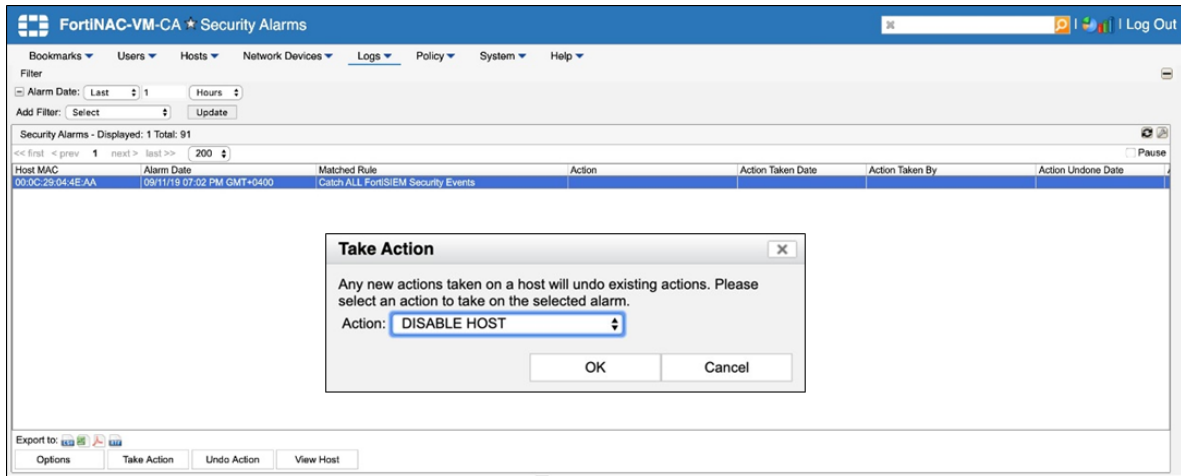 FortiNAC-VM-CA ★ Security Alarms
Log Out
Bookmarks Users Hosts Network Devices Logs Policy System Help
Filter
Alarm Date: Last 1 Hours
Add Filter: Select Update
Security Alarms - Displayed: 1 Total: 91
<< first < prev 1 next > last >> 200 Pause
Host MAC Alarm Date Matched Rule Action Action Taken Date Action Taken By Action Undone Date
00:0C:29:04:4E:AA 09/11/19 07:02 PM GMT+0400 Catch ALL FortiSIEM Security Events
Take Action
Any new actions taken on a host will undo existing actions. Please
select an action to take on the selected alarm.
Action: DISABLE HOST
OK Cancel
Export to:
Options Take Action Undo Action View Host